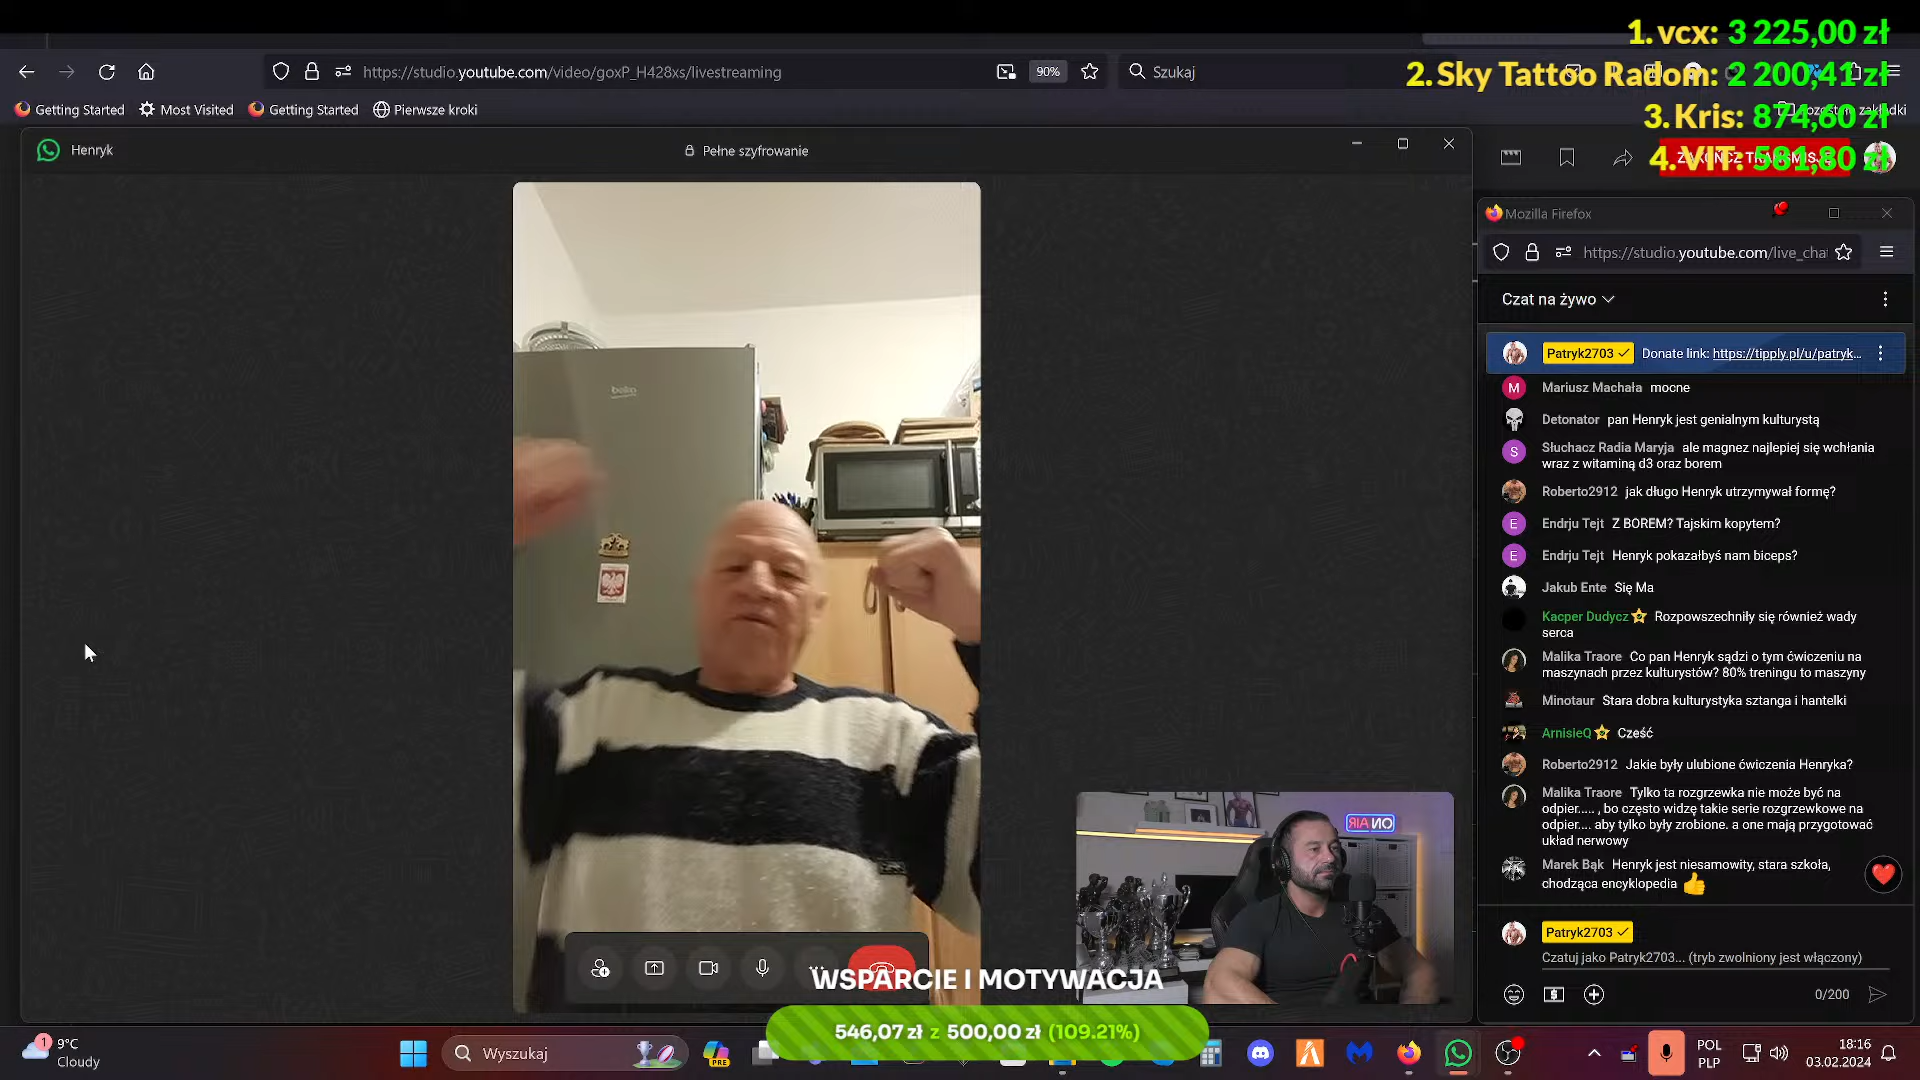 1. vcx: 3 225,00 zł
2. Sky Tattoo Radom: 2 200,41 zł
3. Kris: 874,60 zł
4. VIT: 581,80 zł
https://studio.youtube.com/video/goxP_H428xs/livestreaming
90%
Szukaj
Getting Started
Most Visited
Getting Started
Pierwsze kroki
Henryk
Pełne szyfrowanie
beko
Mozilla Firefox
https://studio.youtube.com/live_cha
Czat na żywo
Patryk2703 Donate link: https://tipply.pl/u/patryk...
M Mariusz Machała mocne
Detonator pan Henryk jest genialnym kulturystą
S Słuchacz Radia Maryja ale magnez najlepiej się wchłania
wraz z witaminą d3 oraz borem
Roberto2912 jak długo Henryk utrzymywał formę?
E Endrju Tejt Z BOREM? Tajskim kopytem?
E Endrju Tejt Henryk pokazałbyś nam biceps?
Jakub Ente Się Ma
Kacper Dudycz Rozpowszechniły się również wady
serca
Malika Traore Co pan Henryk sądzi o tym ćwiczeniu na
maszynach przez kulturystów? 80% treningu to maszyny
Minotaur Stara dobra kulturystyka sztanga i hantelki
ArnisieQ Cześć
Roberto2912 Jakie były ulubione ćwiczenia Henryka?
Malika Traore Tylko ta rozgrzewka nie może być na
odpier..... , bo często widzę takie serie rozgrzewkowe na
odpier.... aby tylko były zrobione. a one mają przygotować
układ nerwowy
Marek Bąk Henryk jest niesamowity, stara szkoła,
chodząca encyklopedia
Patryk2703
Czatuj jako Patryk2703... (tryb zwolniony jest włączony)
0/200
ON AIR
WSPARCIE I MOTYWACJA
546,07 zł z 500,00 zł (109.21%)
1
9°C
Cloudy
Wyszukaj
PRE
POL
PLP
18:16
03.02.2024